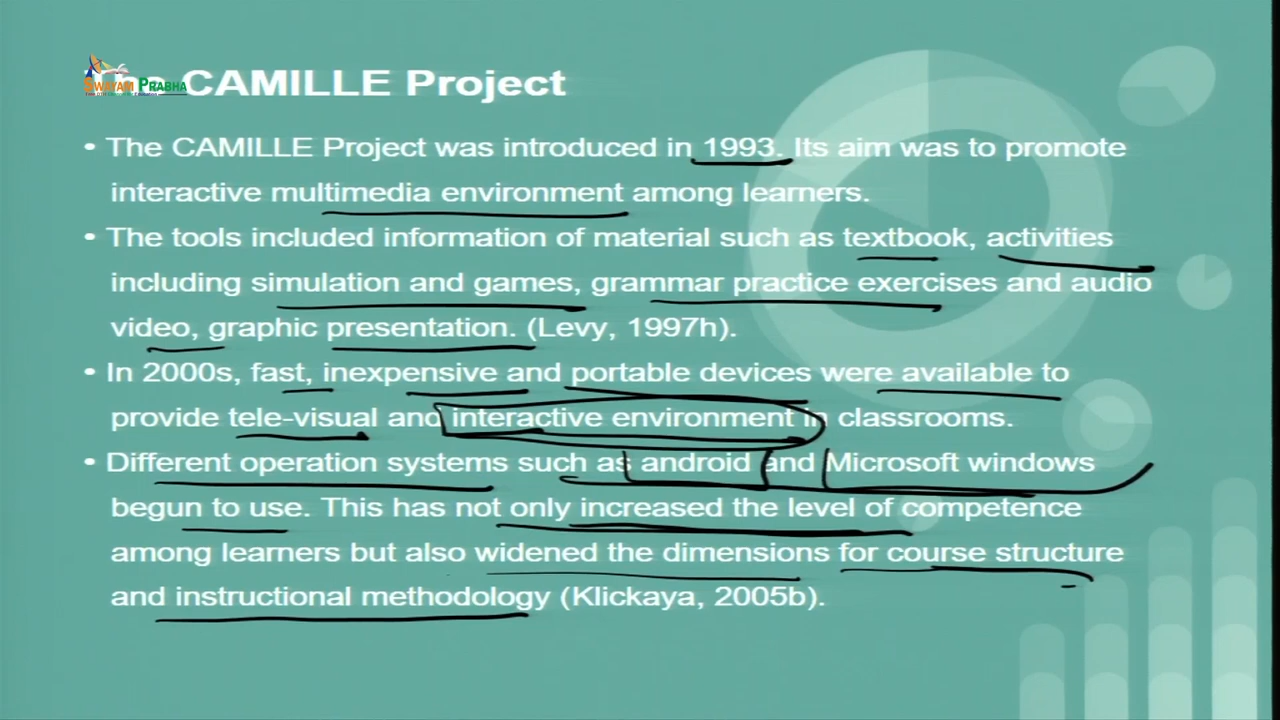 The CAMILLE Project
SWAYAM PRABHA
• The CAMILLE Project was introduced in 1993. Its aim was to promote
interactive multimedia environment among learners.
• The tools included information of material such as textbook, activities
including simulation and games, grammar practice exercises and audio
video, graphic presentation. (Levy, 1997h).
• In 2000s, fast, inexpensive and portable devices were available to
provide tele-visual and interactive environment in classrooms.
• Different operation systems such as android and Microsoft windows
begun to use. This has not only increased the level of competence
among learners but also widened the dimensions for course structure
and instructional methodology (Klickaya, 2005b).